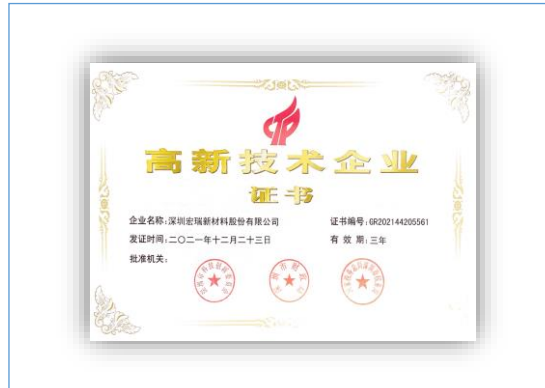 高新技术企业
证书
企业名称:深圳宏瑞新材料股份有限公司
证书编号:GR202144205561
发证时间:二〇二一年十二月二十三日
有 效 期:三年
批准机关: